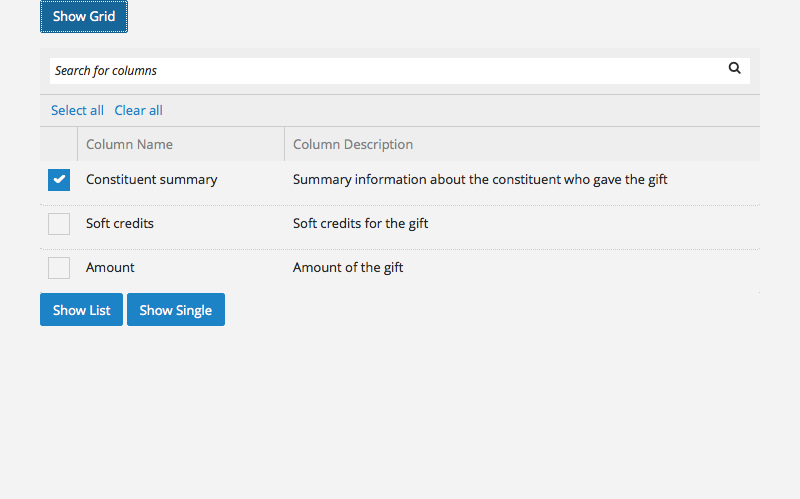 Show Grid
Search for columns
Select all Clear all
Column Name Column Description
Constituent summary Summary information about the constituent who gave the gift
Soft credits Soft credits for the gift
Amount Amount of the gift
Show List Show Single